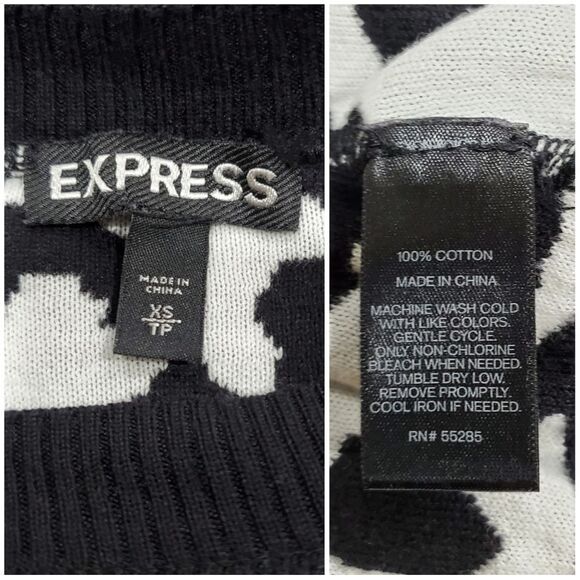 EXPRESS
MADE IN
CHINA
XS
TP
100% COTTON
MADE IN CHINA
MACHINE WASH COLD
WITH LIKE COLORS.
GENTLE CYCLE.
ONLY NON-CHLORINE
BLEACH WHEN NEEDED.
TUMBLE DRY LOW.
REMOVE PROMPTLY.
COOL IRON IF NEEDED.
RN# 55285